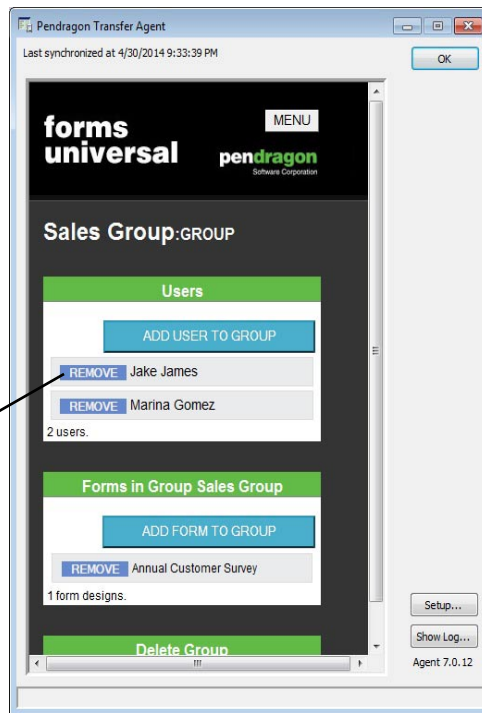 Pendragon Transfer Agent
Last synchronized at 4/30/2014 9:33:39 PM
OK
forms
universal
MENU
pendragon
Software Corporation
Sales Group:GROUP
Users
ADD USER TO GROUP
REMOVE Jake James
REMOVE Marina Gomez
2 users.
Forms in Group Sales Group
ADD FORM TO GROUP
REMOVE Annual Customer Survey
1 form designs.
Delete Group
Setup...
Show Log...
Agent 7.0.12